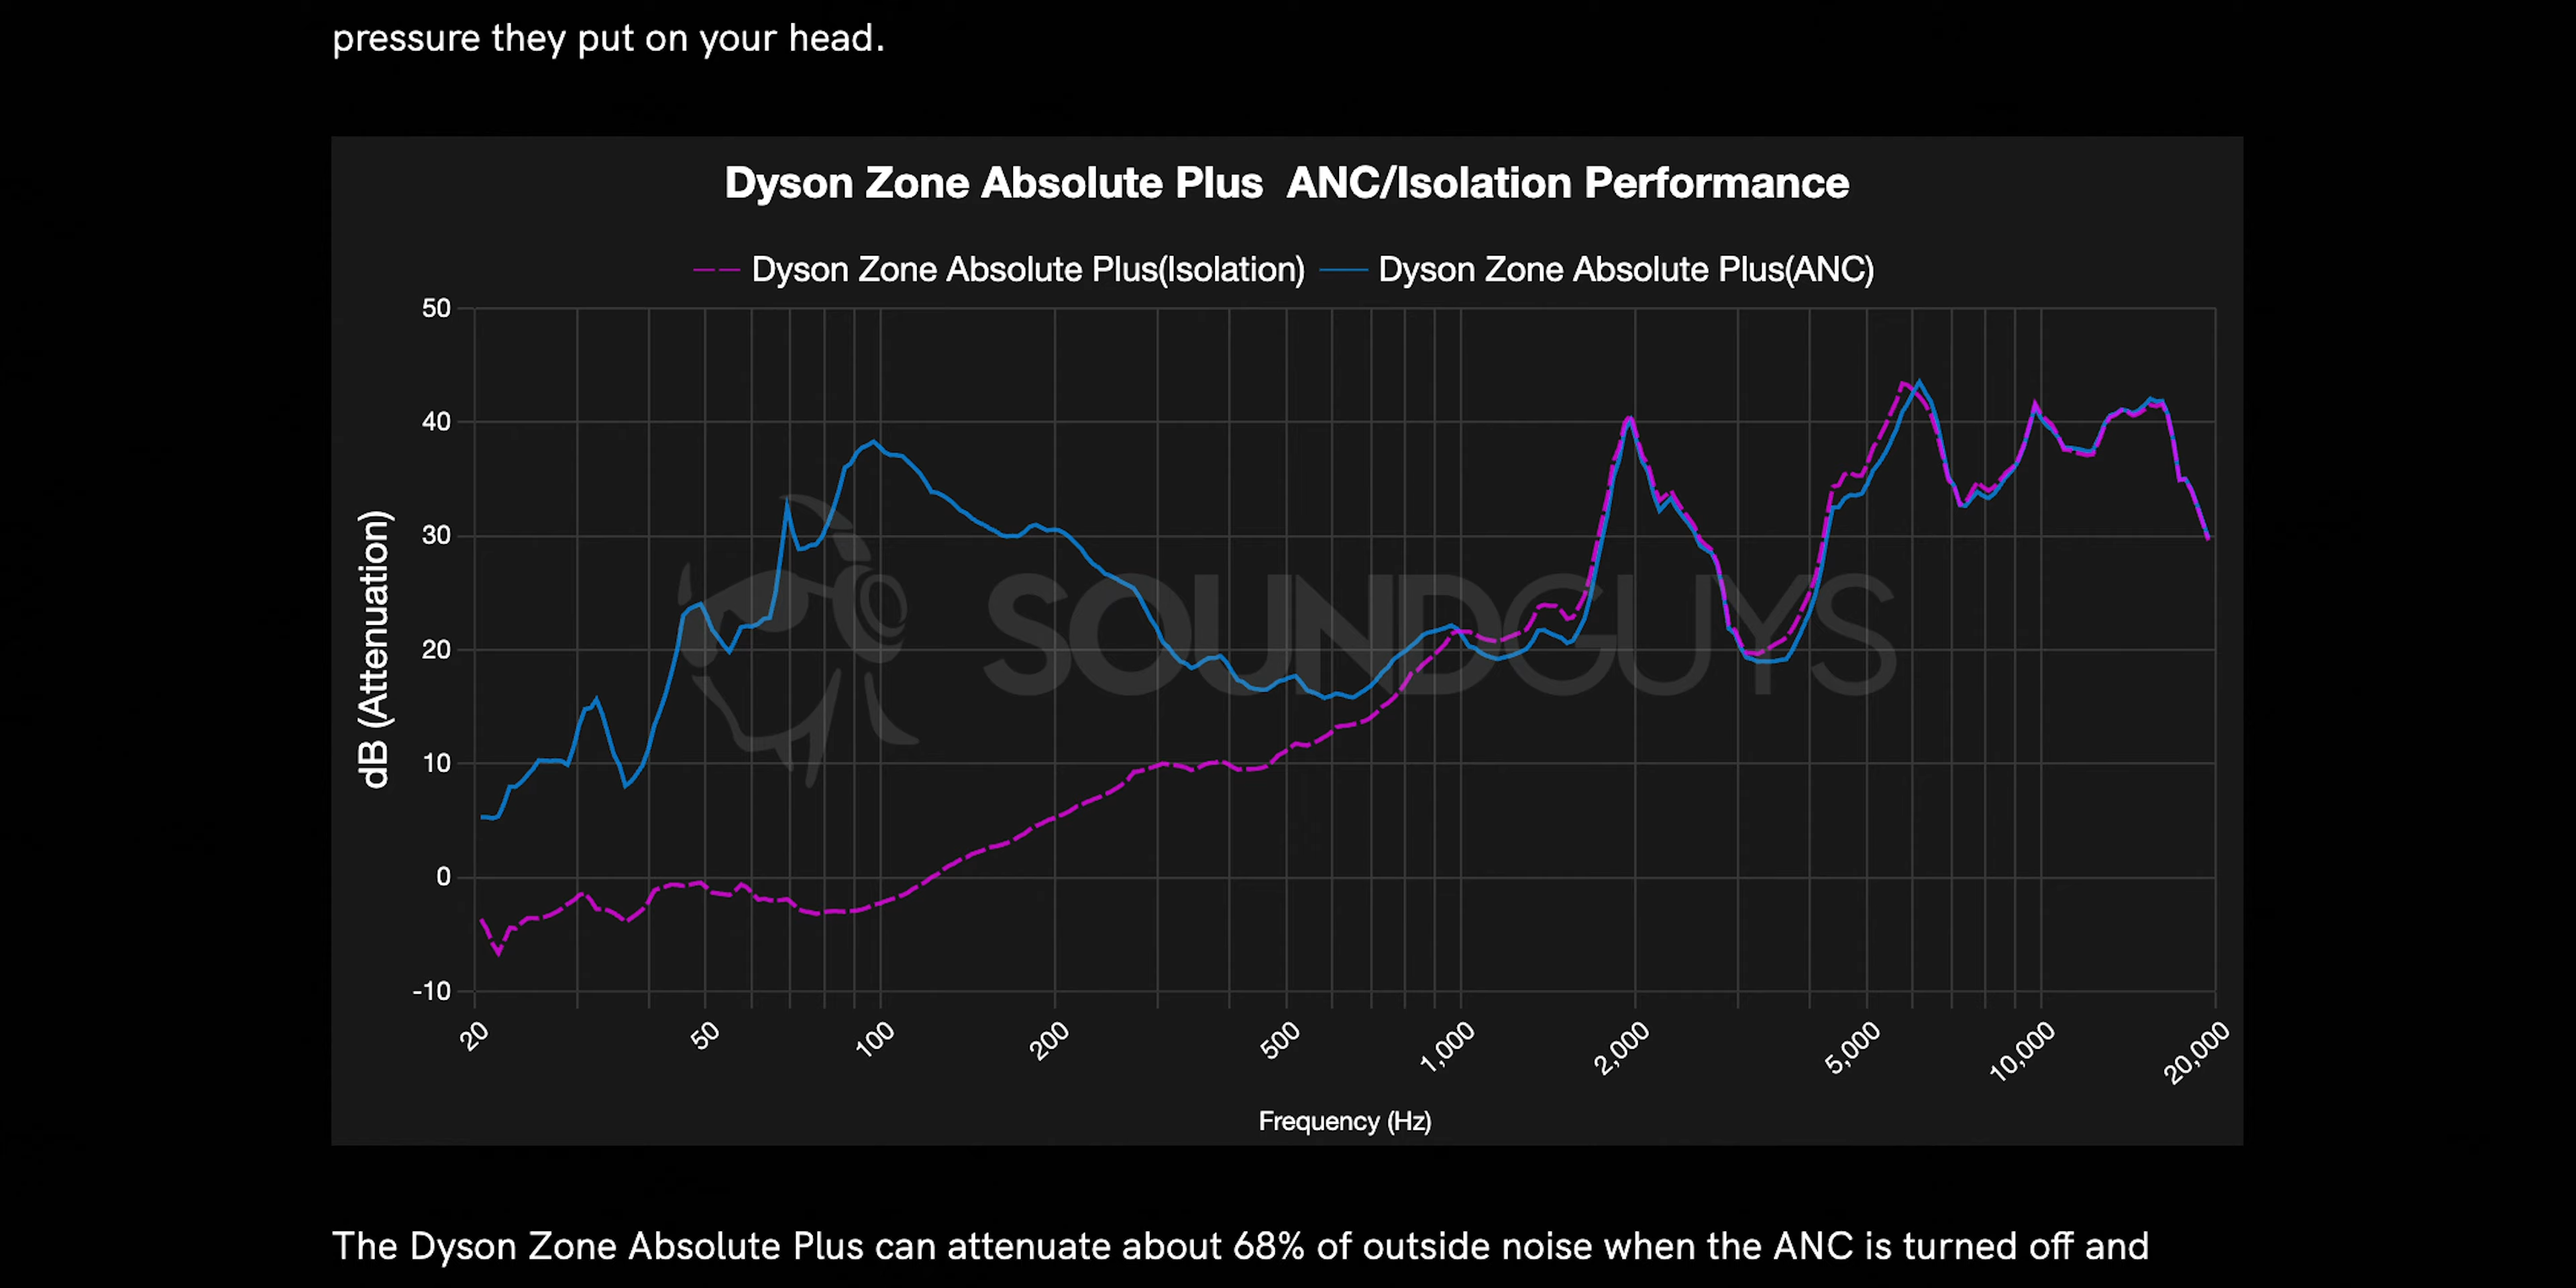 pressure they put on your head.
Dyson Zone Absolute Plus  ANC/Isolation Performance
Dyson Zone Absolute Plus(Isolation) Dyson Zone Absolute Plus(ANC)
50
40
30
20
10
0
-10
dB (Attenuation)
SOUNDGUYS
20 50 100 200 500 1,000 2,000 5,000 10,000 20,000
Frequency (Hz)
The Dyson Zone Absolute Plus can attenuate about 68% of outside noise when the ANC is turned off and